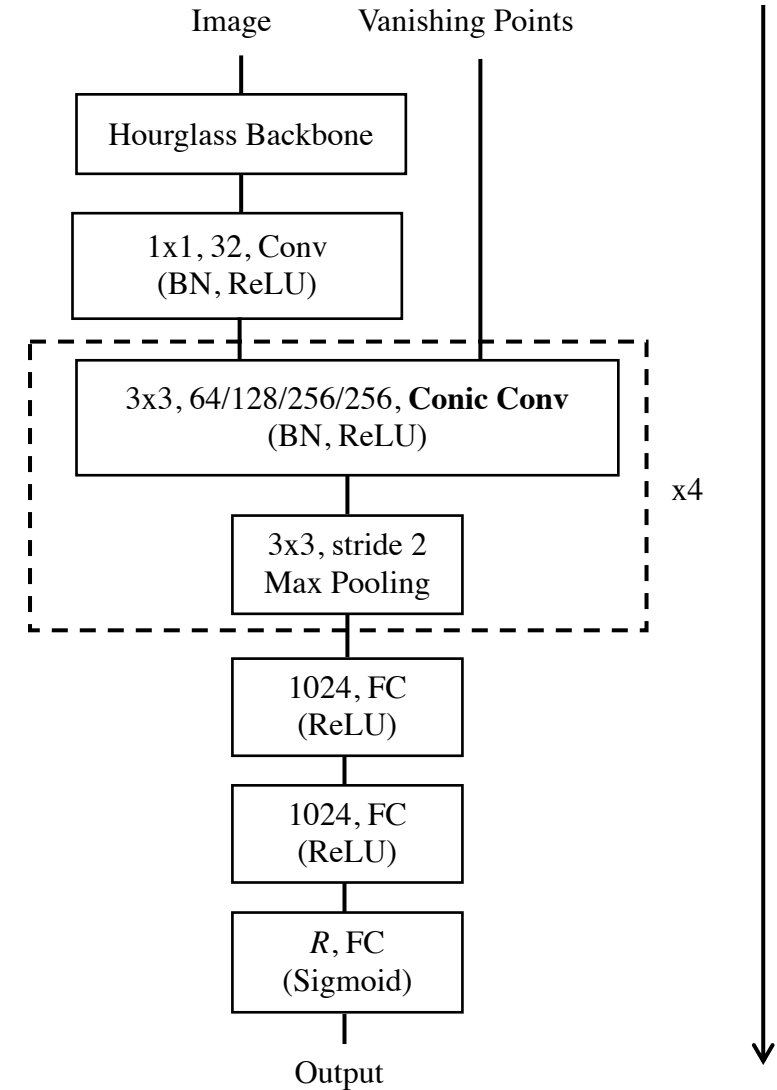 Image
Vanishing Points
Hourglass Backbone
1x1, 32, Conv
(BN, ReLU)
3x3, 64/128/256/256, Conic Conv
(BN, ReLU)
x4
3x3, stride 2
Max Pooling
1024, FC
(ReLU)
1024, FC
(ReLU)
R, FC
(Sigmoid)
Output